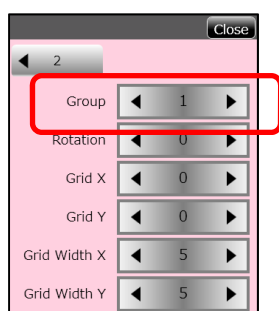 Close
2
Group 1
Rotation 0
Grid X 0
Grid Y 0
Grid Width X 5
Grid Width Y 5